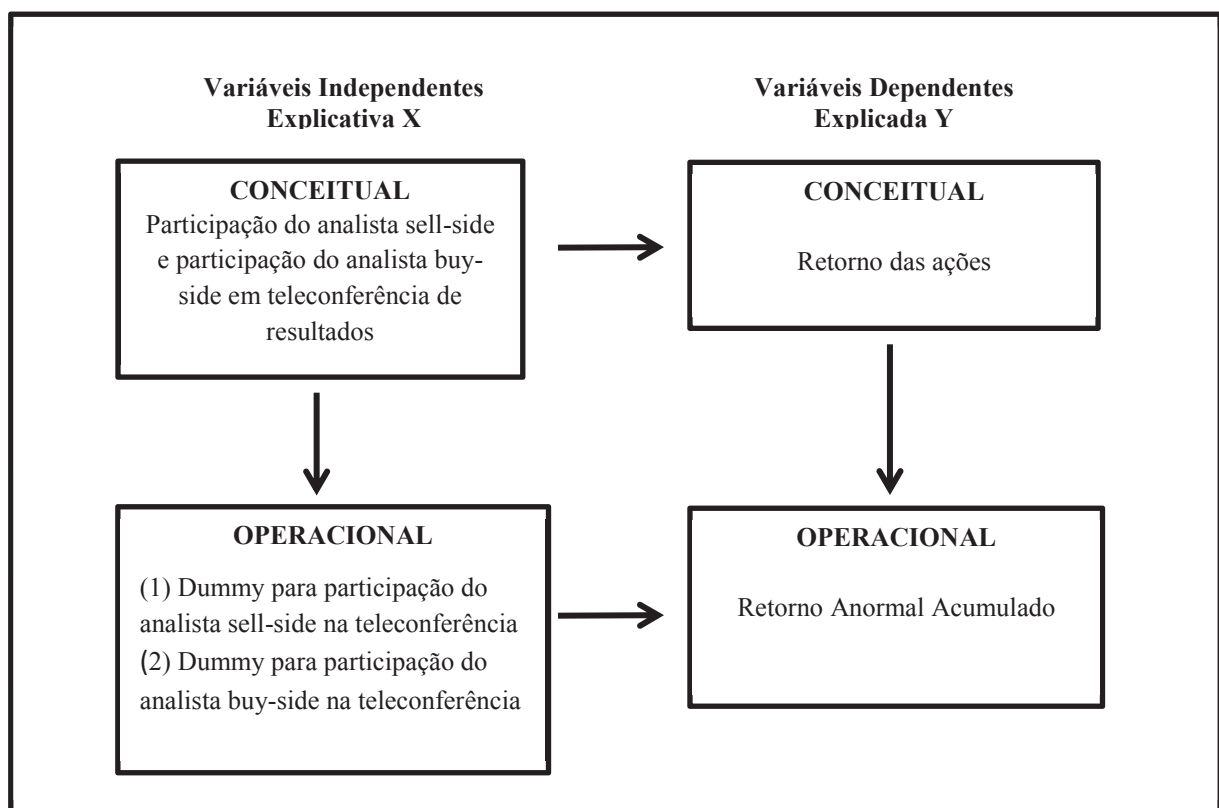 Variáveis Independentes
Explicativa X
Variáveis Dependentes
Explicada Y
CONCEITUAL
Participação do analista sell-side
e participação do analista buy-
side em teleconferência de
resultados
CONCEITUAL
Retorno das ações
OPERACIONAL
(1) Dummy para participação do
analista sell-side na teleconferência
(2) Dummy para participação do
analista buy-side na teleconferência
OPERACIONAL
Retorno Anormal Acumulado